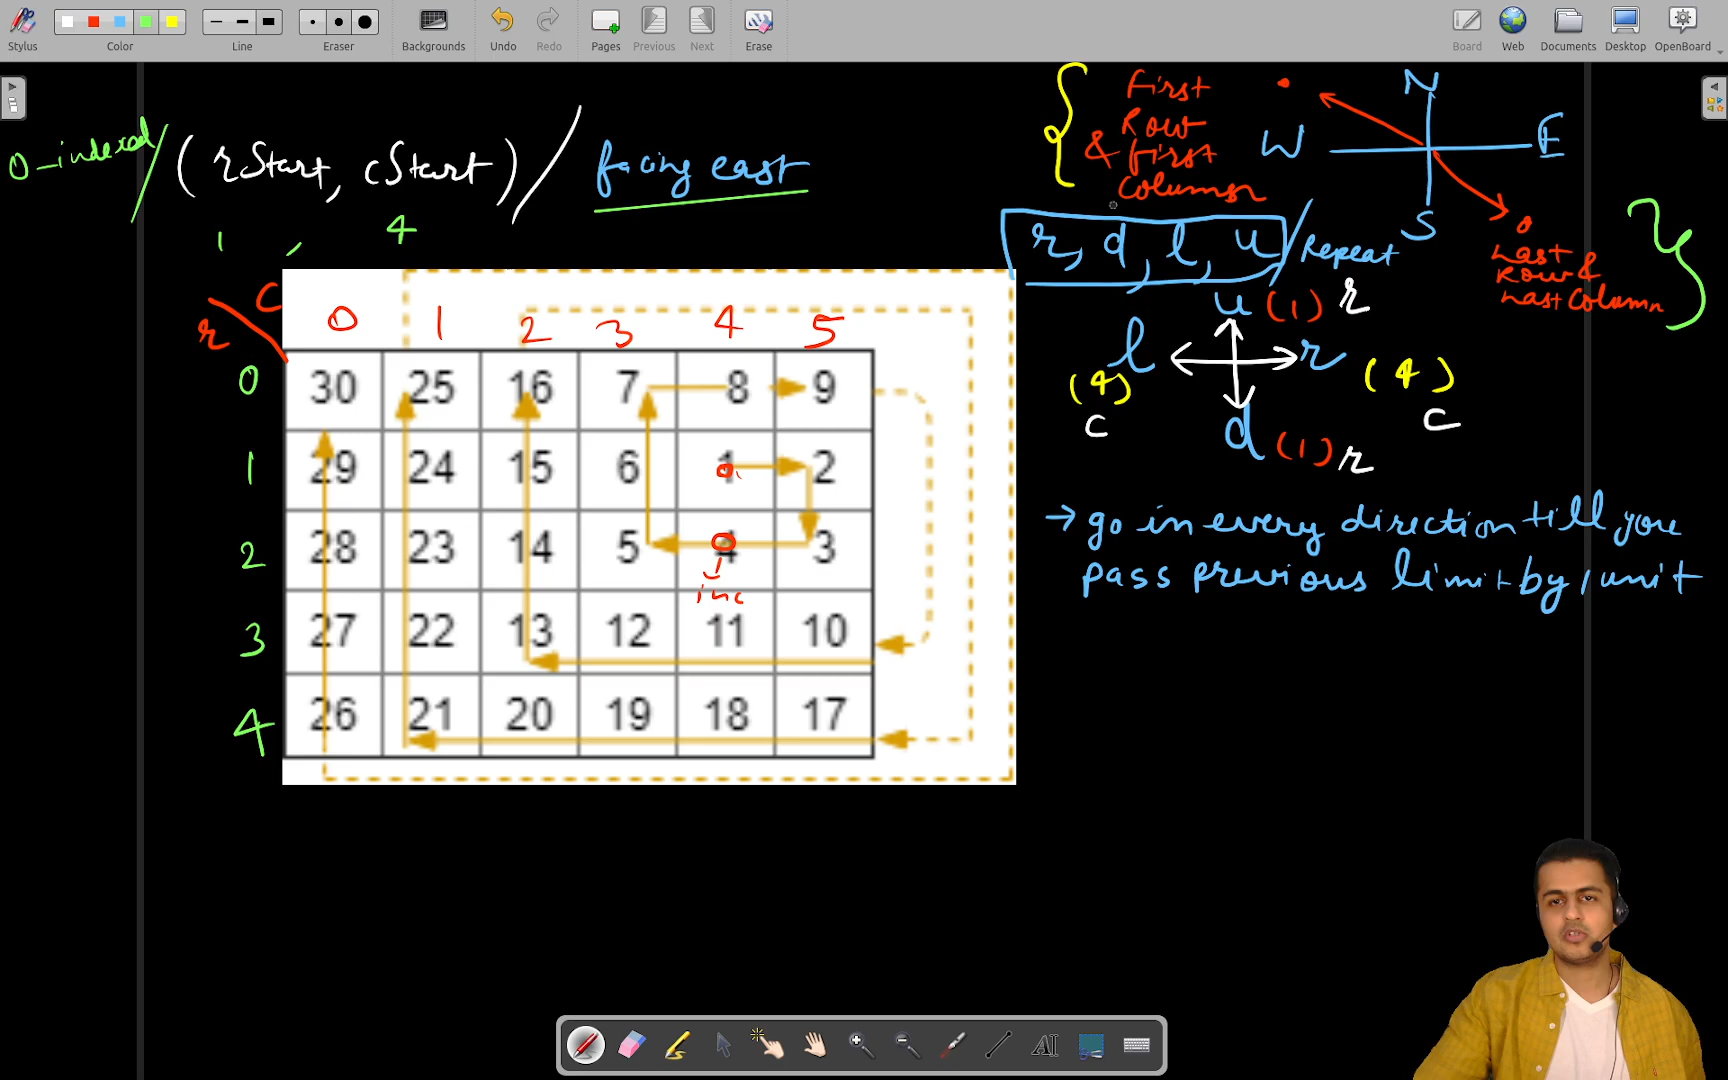 Stylus
Color
Line
Eraser
Backgrounds
Undo
Redo
Pages
Previous
Next
Erase
Board
Web
Documents
Desktop
OpenBoard
0-indexed / (rStart, cStart) / facing east
1 , 4
First
Row
& First
Column
N
W
E
S
Last
Row &
Last Column
r, d, l, u / Repeat
u (1) r
l
r
(4)
c
(4)
c
d (1) r
→ go in every direction till you
pass previous limit by 1 unit
c
r
0 1 2 3 4 5
0 30 25 16 7 8 9
1 29 24 15 6 1 2
2 28 23 14 5 4 3
inc
3 27 22 13 12 11 10
4 26 21 20 19 18 17
AI